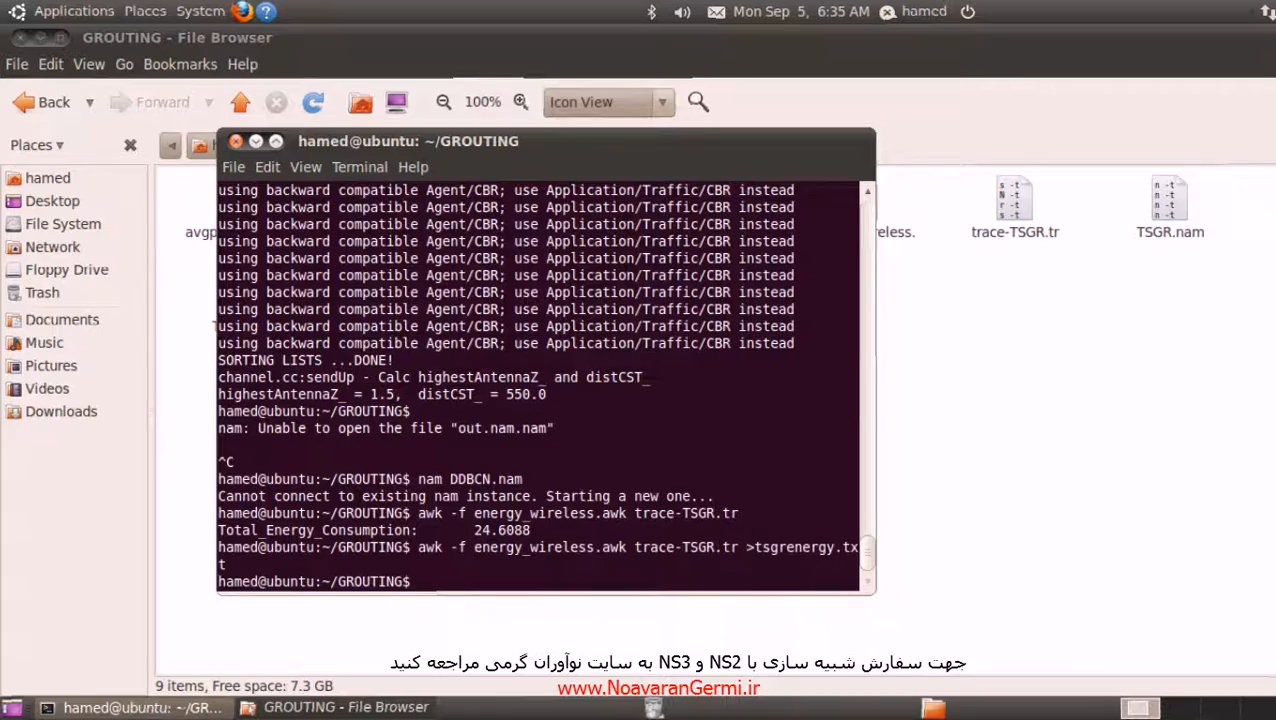 Applications Places System Mon Sep 5, 6:35 AM hamed
GROUTING - File Browser
File Edit View Go Bookmarks Help
Back Forward 100% Icon View
Places
hamed
Desktop
File System
Network
Floppy Drive
Trash
Documents
Music
Pictures
Videos
Downloads
s -t
N -t
r -t
s -t
n -t
n -t
n -t
n -t
trace-TSGR.tr TSGR.nam
hamed@ubuntu: ~/GROUTING
File Edit View Terminal Help
using backward compatible Agent/CBR; use Application/Traffic/CBR instead
using backward compatible Agent/CBR; use Application/Traffic/CBR instead
using backward compatible Agent/CBR; use Application/Traffic/CBR instead
using backward compatible Agent/CBR; use Application/Traffic/CBR instead
using backward compatible Agent/CBR; use Application/Traffic/CBR instead
using backward compatible Agent/CBR; use Application/Traffic/CBR instead
using backward compatible Agent/CBR; use Application/Traffic/CBR instead
using backward compatible Agent/CBR; use Application/Traffic/CBR instead
using backward compatible Agent/CBR; use Application/Traffic/CBR instead
using backward compatible Agent/CBR; use Application/Traffic/CBR instead
SORTING LISTS ...DONE!
channel.cc:sendUp - Calc highestAntennaZ_ and distCST_
highestAntennaZ_ = 1.5, distCST_ = 550.0
hamed@ubuntu:~/GROUTING$
nam: Unable to open the file "out.nam.nam"
^C
hamed@ubuntu:~/GROUTING$ nam DDBCN.nam
Cannot connect to existing nam instance. Starting a new one...
hamed@ubuntu:~/GROUTING$ awk -f energy_wireless.awk trace-TSGR.tr
Total_Energy_Consumption: 24.6088
hamed@ubuntu:~/GROUTING$ awk -f energy_wireless.awk trace-TSGR.tr >tsgrenergy.tx
t
hamed@ubuntu:~/GROUTING$
جهت سفارش شبیه سازی با NS2 و NS3 به سایت نوآوران گرمی مراجعه کنید
9 items, Free space: 7.3 GB
www.NoavaranGermi.ir
hamed@ubuntu: ~/GR... GROUTING - File Browser